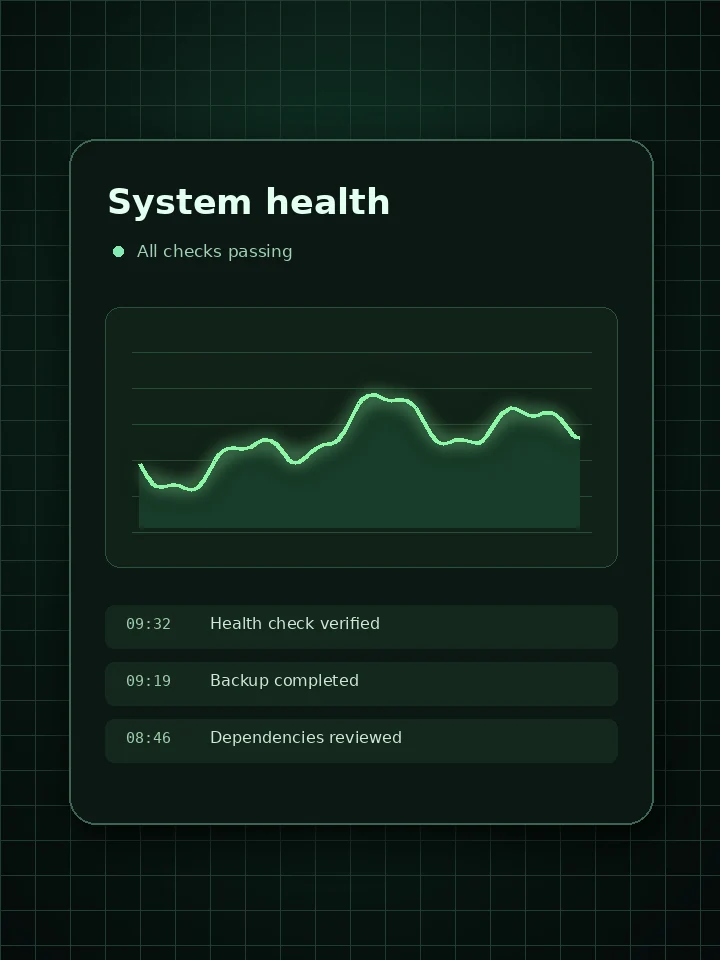 System health
All checks passing
09:32 Health check verified
09:19 Backup completed
08:46 Dependencies reviewed